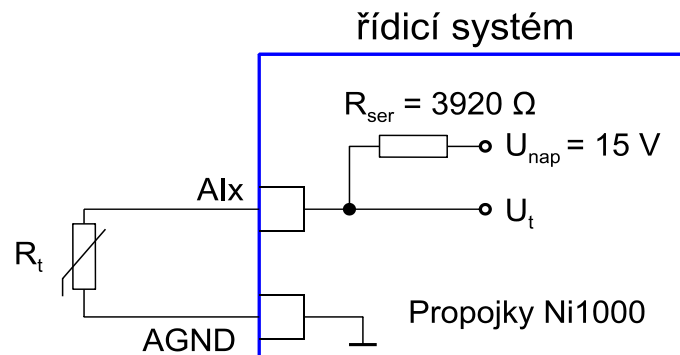 řídicí systém
R_ser = 3920 Ω
U_nap = 15 V
AIx
U_t
R_t
Propojky Ni1000
AGND